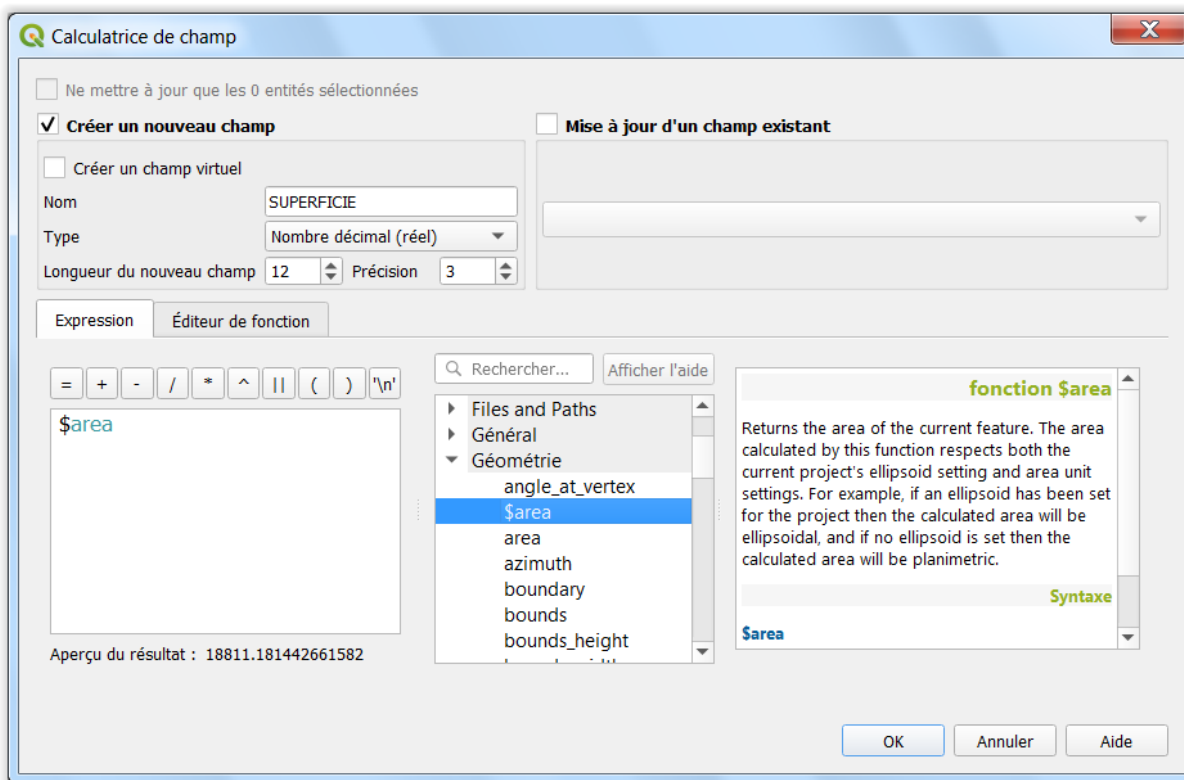 Calculatrice de champ
Ne mettre à jour que les 0 entités sélectionnées
Créer un nouveau champ
Mise à jour d'un champ existant
Créer un champ virtuel
Nom SUPERFICIE
Type Nombre décimal (réel)
Longueur du nouveau champ 12 Précision 3
Expression Éditeur de fonction
= + - / * ^ || ( ) '\n'
$area
Aperçu du résultat : 18811.181442661582
Rechercher... Afficher l'aide
Files and Paths
Général
Géométrie
angle_at_vertex
$area
area
azimuth
boundary
bounds
bounds_height
fonction $area
Returns the area of the current feature. The area
calculated by this function respects both the
current project's ellipsoid setting and area unit
settings. For example, if an ellipsoid has been set
for the project then the calculated area will be
ellipsoidal, and if no ellipsoid is set then the
calculated area will be planimetric.
Syntaxe
$area
OK Annuler Aide